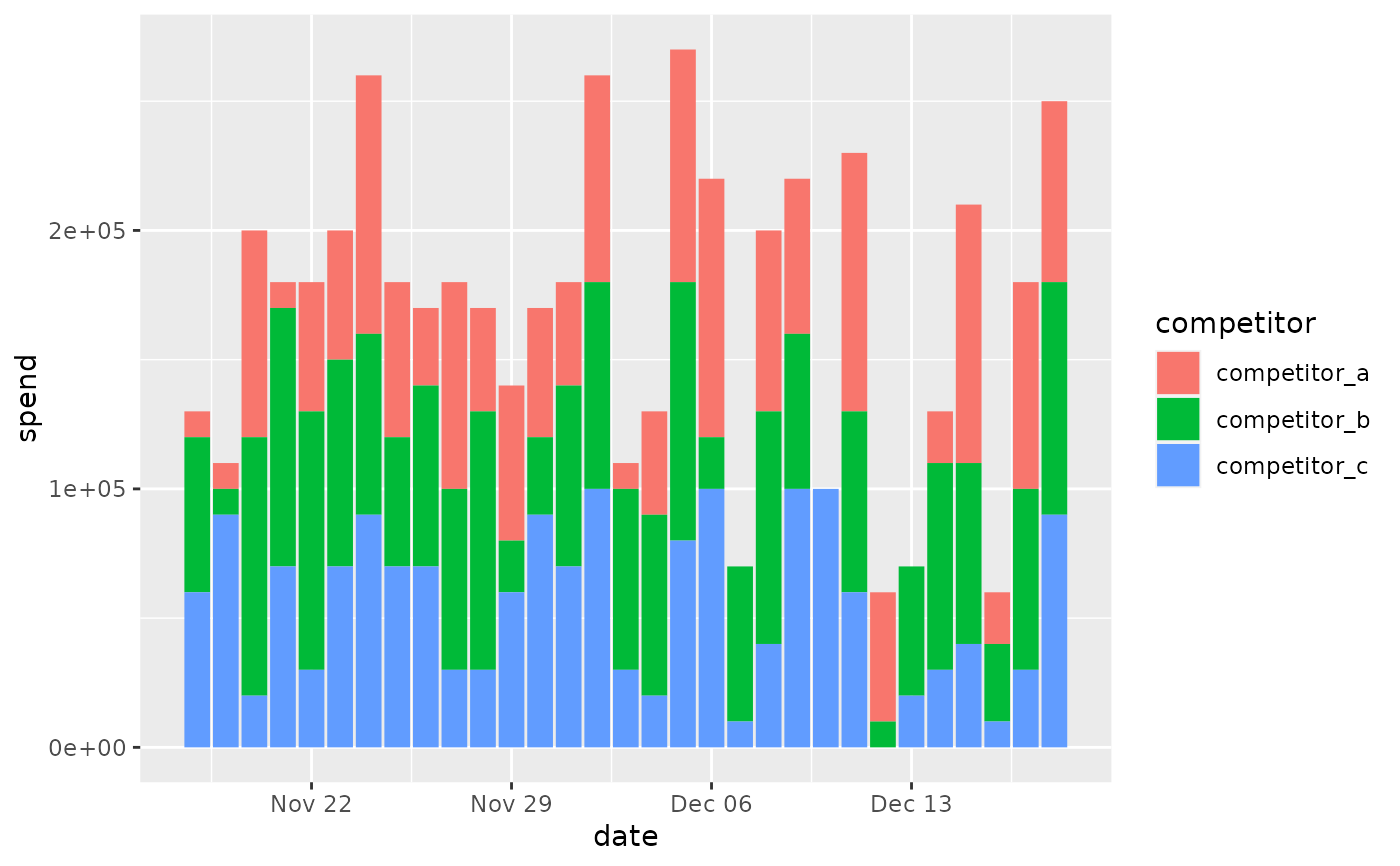 spend
2e+05
1e+05
0e+00
Nov 22 Nov 29 Dec 06 Dec 13
date
competitor
competitor_a
competitor_b
competitor_c